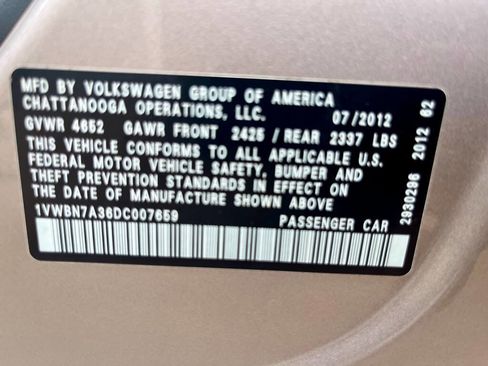 MFD BY VOLKSWAGEN GROUP OF AMERICA
CHATTANOOGA OPERATIONS, LLC. 07/2012
GVWR 4652 GAWR FRONT 2425 / REAR 2337 LBS
THIS VEHICLE CONFORMS TO ALL APPLICABLE U.S.
FEDERAL MOTOR VEHICLE SAFETY, BUMPER AND
THEFT PREVENTION STANDARDS IN EFFECT ON
THE DATE OF MANUFACTURE SHOWN ABOVE
1VWBN7A36DC007659 PASSENGER CAR
2930296 2012 62